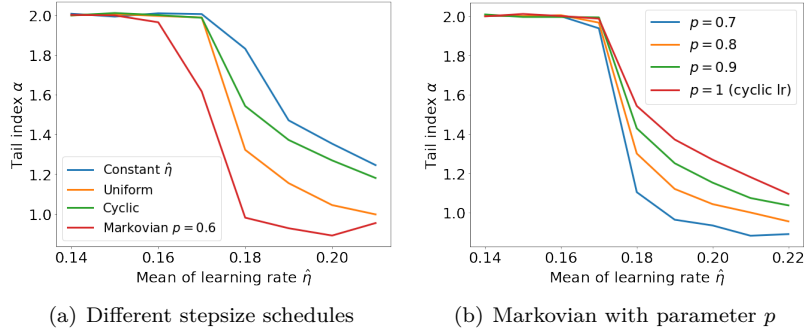 2.0
1.8
1.6
1.4
1.2
1.0
Tail index α
Constant η̂
Uniform
Cyclic
Markovian p = 0.6
0.14 0.16 0.18 0.20
Mean of learning rate η̂
(a) Different stepsize schedules
2.0
1.8
1.6
1.4
1.2
1.0
Tail index α
p = 0.7
p = 0.8
p = 0.9
p = 1 (cyclic lr)
0.14 0.16 0.18 0.20 0.22
Mean of learning rate η̂
(b) Markovian with parameter p